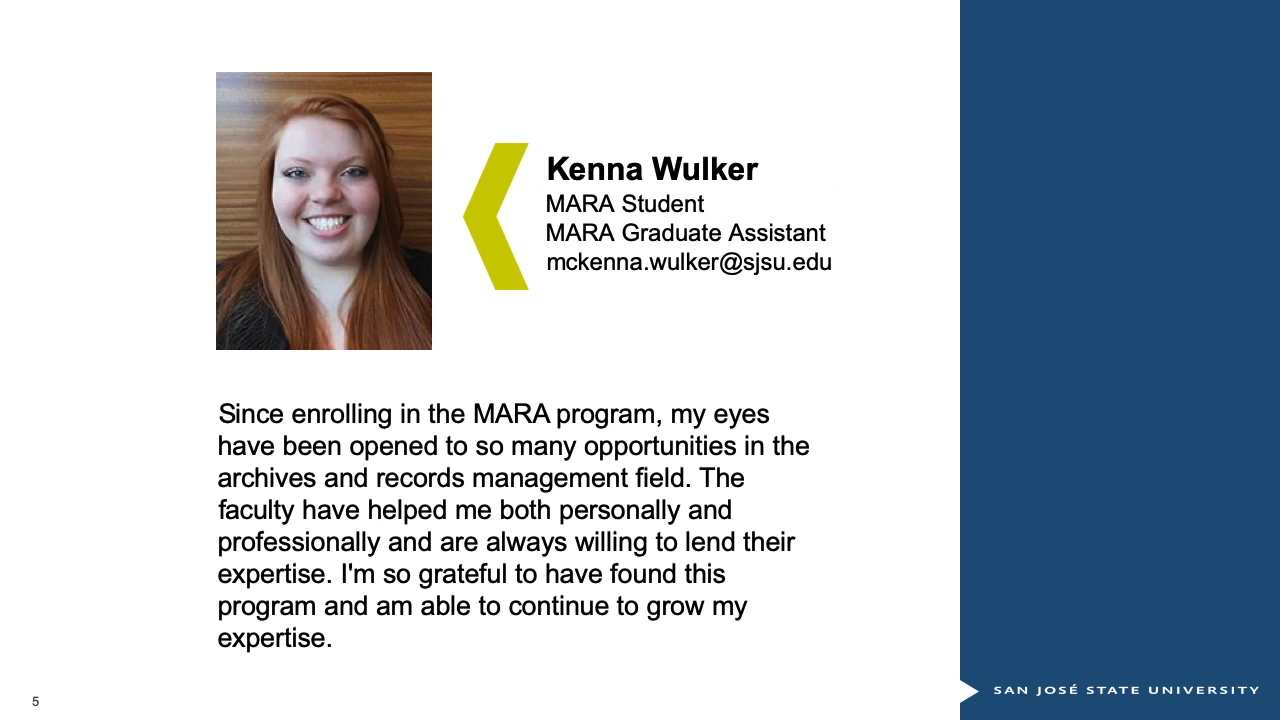 Kenna Wulker
MARA Student
MARA Graduate Assistant
mckenna.wulker@sjsu.edu
Since enrolling in the MARA program, my eyes
have been opened to so many opportunities in the
archives and records management field. The
faculty have helped me both personally and
professionally and are always willing to lend their
expertise. I'm so grateful to have found this
program and am able to continue to grow my
expertise.
5
SAN JOSÉ STATE UNIVERSITY